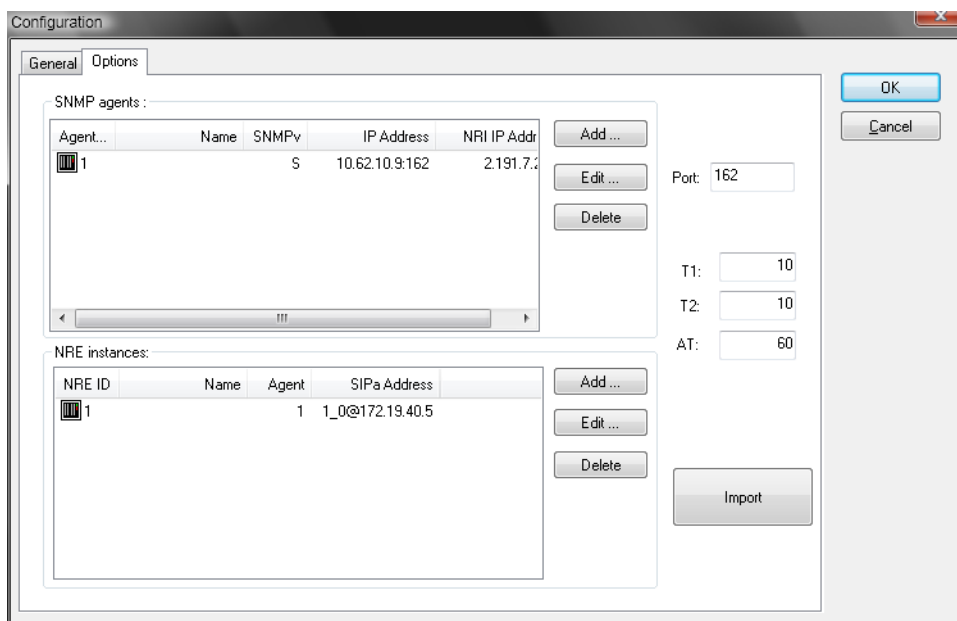 Configuration
General Options
SNMP agents :
Agent... Name SNMPv IP Address NRI IP Addr
1 S 10.62.10.9:162 2.191.7.2
Add ...
Edit ...
Delete
NRE instances:
NRE ID Name Agent SIPa Address
1 1 1_0@172.19.40.5
Add ...
Edit ...
Delete
Port: 162
T1: 10
T2: 10
AT: 60
Import
OK
Cancel